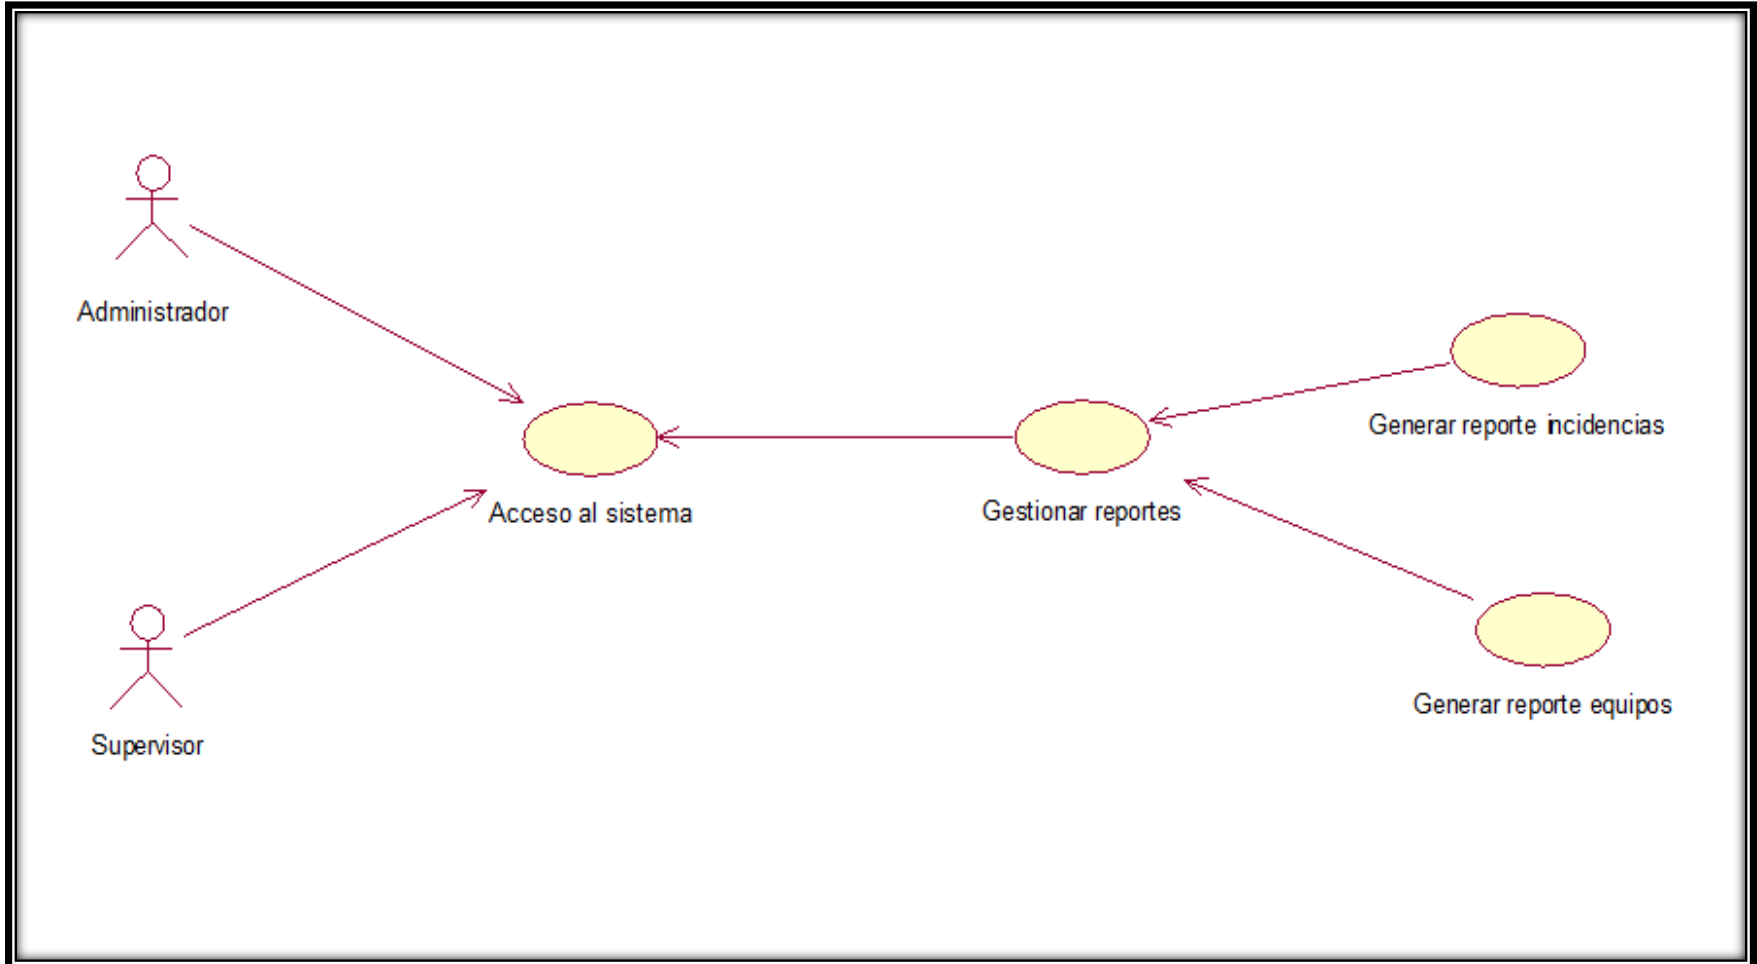 Administrador
Generar reporte incidencias
Acceso al sistema
Gestionar reportes
Generar reporte equipos
Supervisor